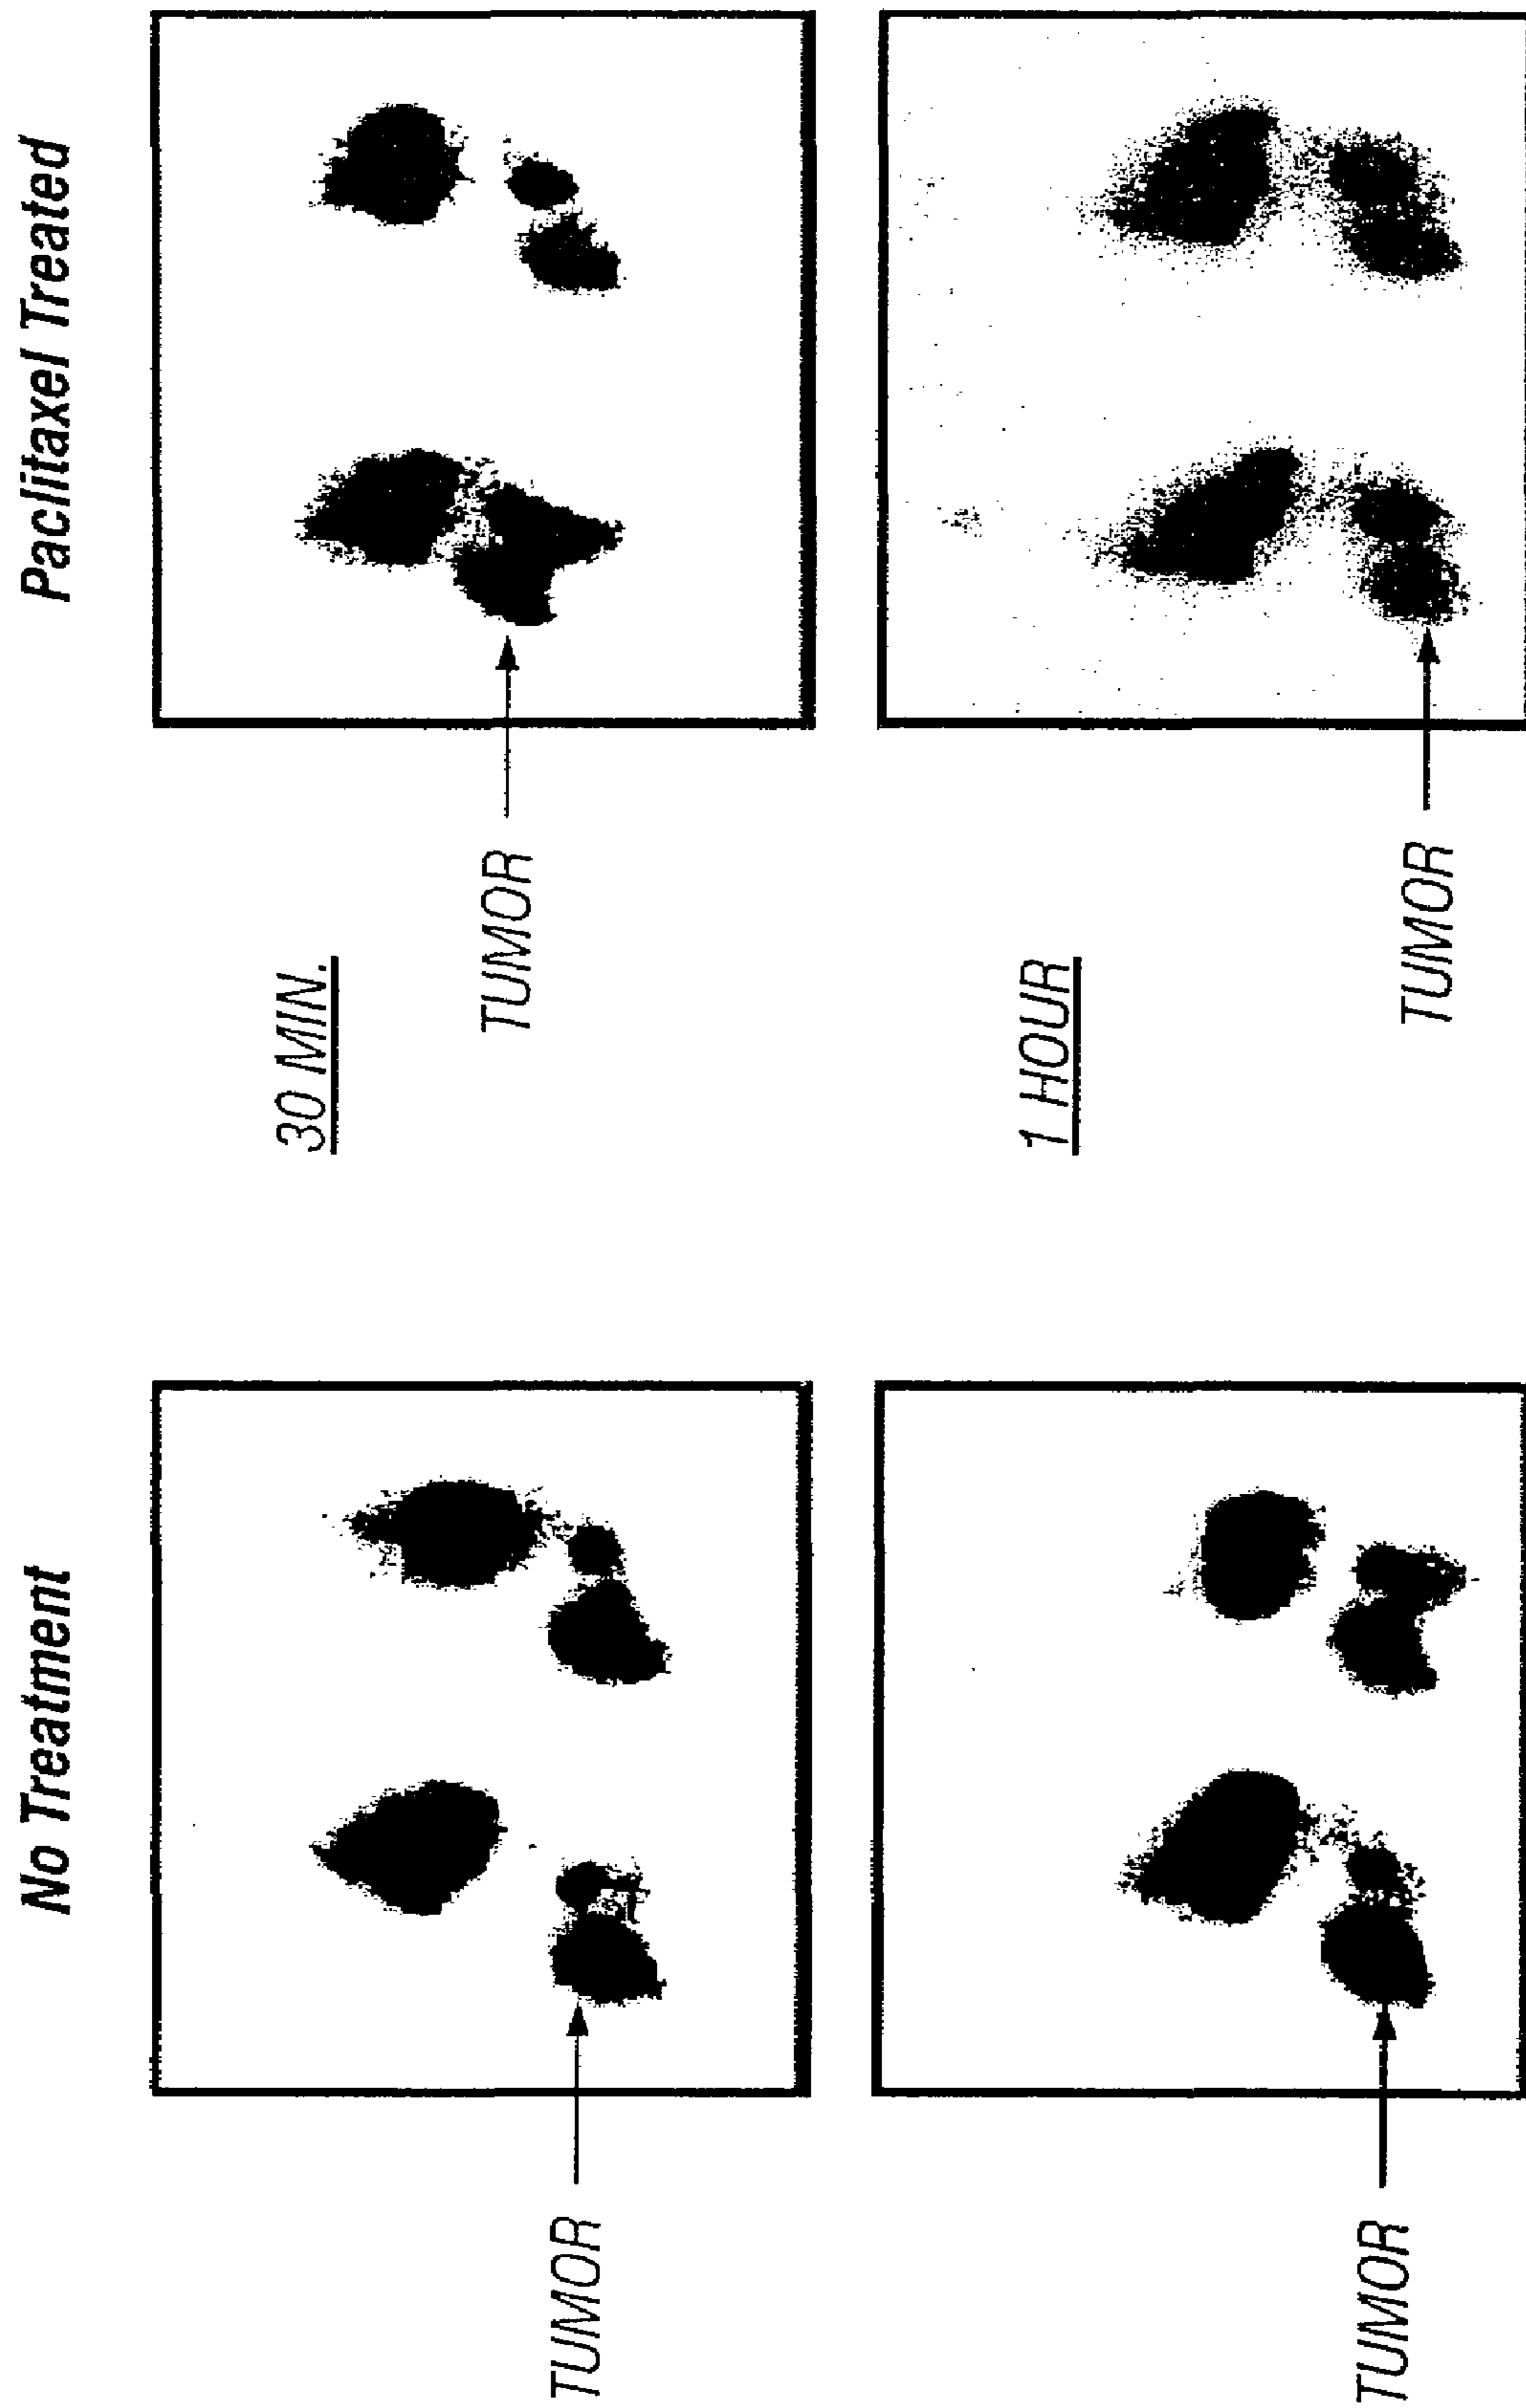 No Treatment
Paclitaxel Treated
30 MIN.
TUMOR
TUMOR
1 HOUR
TUMOR
TUMOR